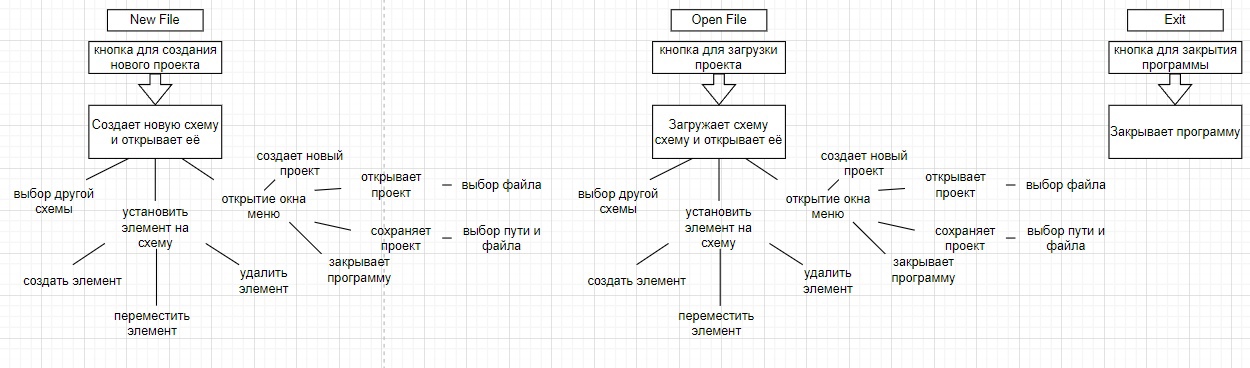 New File
кнопка для создания
нового проекта
Создает новую схему
и открывает её
выбор другой
схемы
установить
элемент на
схему
создать элемент
переместить
элемент
удалить
элемент
открытие окна
меню
создает новый
проект
открывает
проект
выбор файла
сохраняет
проект
выбор пути и
файла
закрывает
программу
Open File
кнопка для загрузки
проекта
Загружает схему
схему и открывает её
выбор другой
схемы
установить
элемент на
схему
создать элемент
переместить
элемент
удалить
элемент
открытие окна
меню
создает новый
проект
открывает
проект
выбор файла
сохраняет
проект
выбор пути и
файла
закрывает
программу
Exit
кнопка для закрытия
программы
Закрывает программу